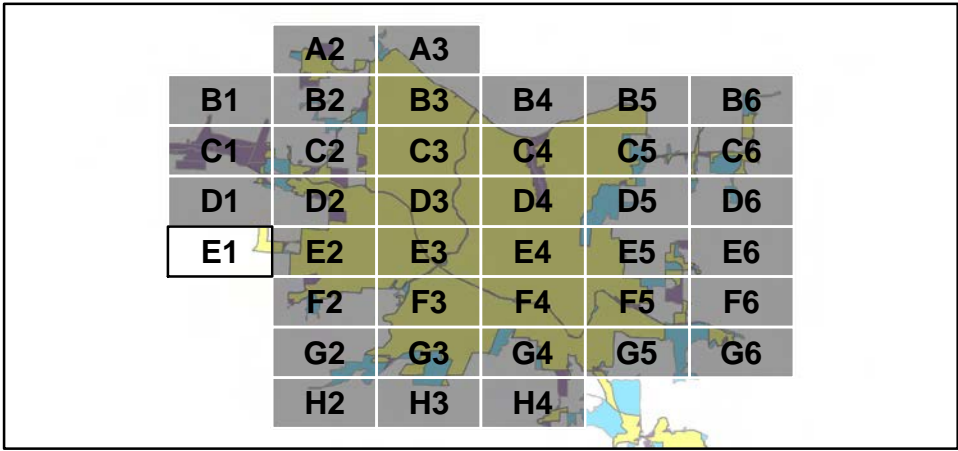 A2 A3
B1 B2 B3 B4 B5 B6
C1 C2 C3 C4 C5 C6
D1 D2 D3 D4 D5 D6
E1 E2 E3 E4 E5 E6
F2 F3 F4 F5 F6
G2 G3 G4 G5 G6
H2 H3 H4